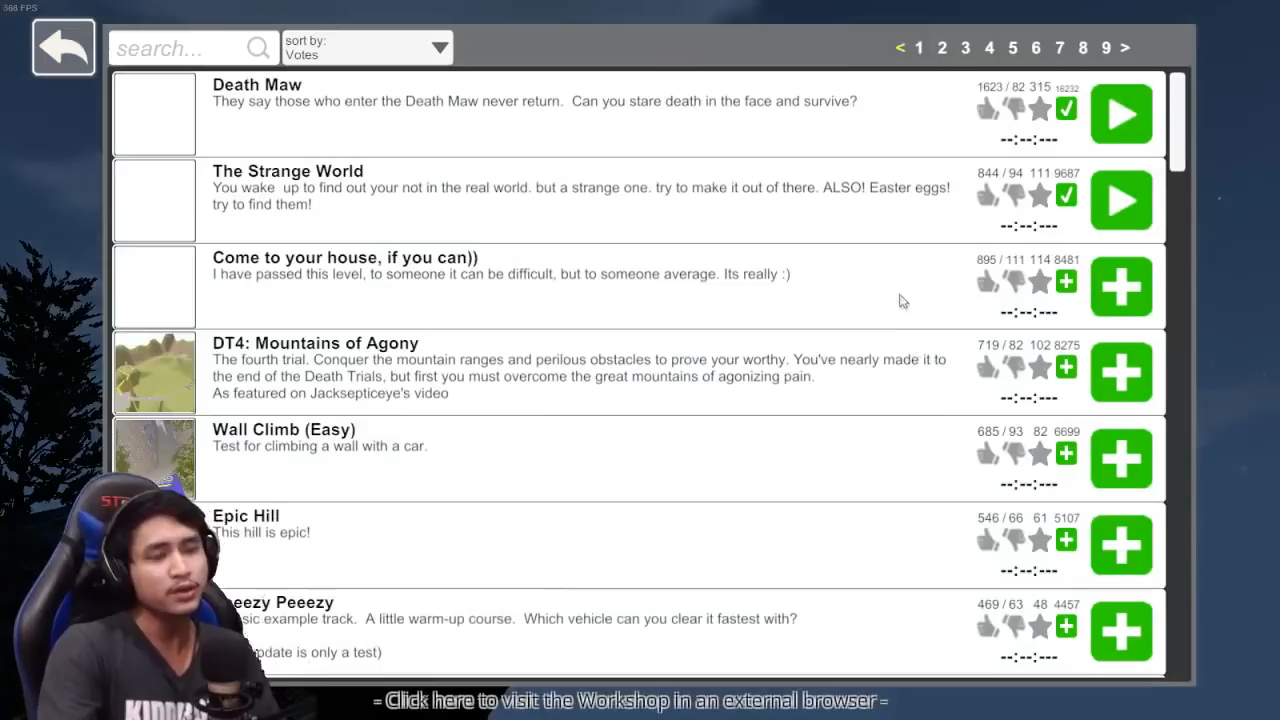 568 FPS
search...
sort by:
Votes
< 1 2 3 4 5 6 7 8 9 >
Death Maw
They say those who enter the Death Maw never return. Can you stare death in the face and survive?
1623 / 82 315 16232
--:--:---
The Strange World
You wake up to find out your not in the real world. but a strange one. try to make it out of there. ALSO! Easter eggs!
try to find them!
844 / 94 111 9687
--:--:---
Come to your house, if you can))
I have passed this level, to someone it can be difficult, but to someone average. Its really :)
895 / 111 114 8481
--:--:---
DT4: Mountains of Agony
The fourth trial. Conquer the mountain ranges and perilous obstacles to prove your worthy. You've nearly made it to
the end of the Death Trials, but first you must overcome the great mountains of agonizing pain.
As featured on Jacksepticeye's video
719 / 82 102 8275
--:--:---
Wall Climb (Easy)
Test for climbing a wall with a car.
685 / 93 82 6699
--:--:---
Epic Hill
This hill is epic!
546 / 66 61 5107
--:--:---
eezy Peeezy
sic example track. A little warm-up course. Which vehicle can you clear it fastest with?
pdate is only a test)
469 / 63 48 4457
--:--:---
- Click here to visit the Workshop in an external browser -